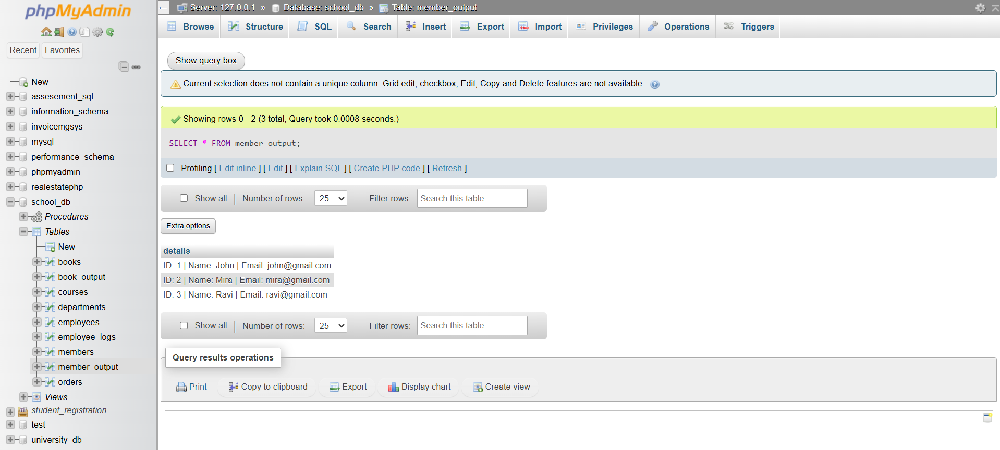 phpMyAdmin
Recent Favorites
New
assesement_sql
information_schema
invoicemgsys
mysql
performance_schema
phpmyadmin
realestatephp
school_db
Procedures
Tables
New
books
book_output
courses
departments
employees
employee_logs
members
member_output
orders
Views
student_registration
test
university_db
Server: 127.0.0.1 » Database: school_db » Table: member_output
Browse Structure SQL Search Insert Export Import Privileges Operations Triggers
Show query box
Current selection does not contain a unique column. Grid edit, checkbox, Edit, Copy and Delete features are not available.
Showing rows 0 - 2 (3 total, Query took 0.0008 seconds.)
SELECT * FROM member_output;
Profiling [ Edit inline ] [ Edit ] [ Explain SQL ] [ Create PHP code ] [ Refresh ]
Show all | Number of rows: 25 Filter rows: Search this table
Extra options
details
ID: 1 | Name: John | Email: john@gmail.com
ID: 2 | Name: Mira | Email: mira@gmail.com
ID: 3 | Name: Ravi | Email: ravi@gmail.com
Show all | Number of rows: 25 Filter rows: Search this table
Query results operations
Print Copy to clipboard Export Display chart Create view